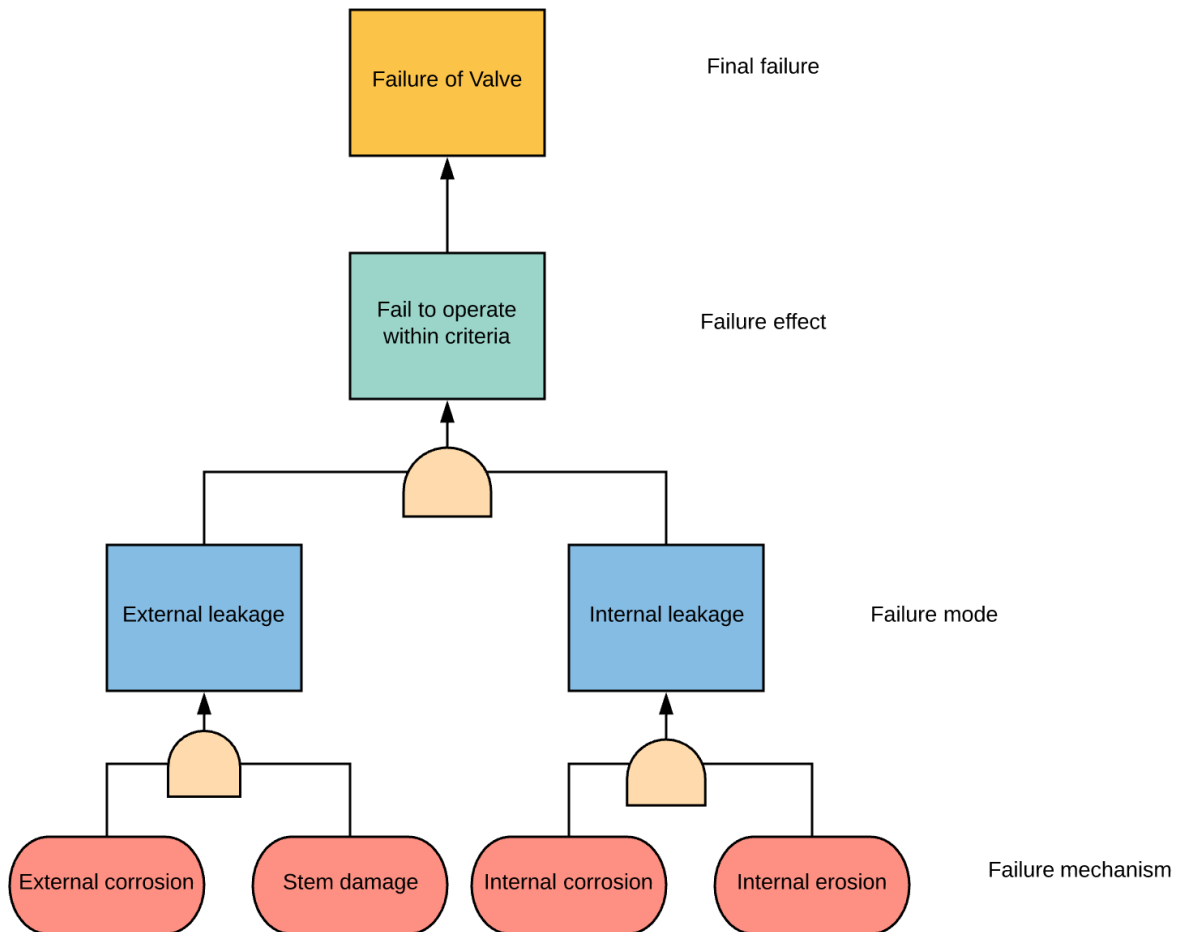 Failure of Valve
Final failure
Fail to operate
within criteria
Failure effect
External leakage
Internal leakage
Failure mode
External corrosion
Stem damage
Internal corrosion
Internal erosion
Failure mechanism